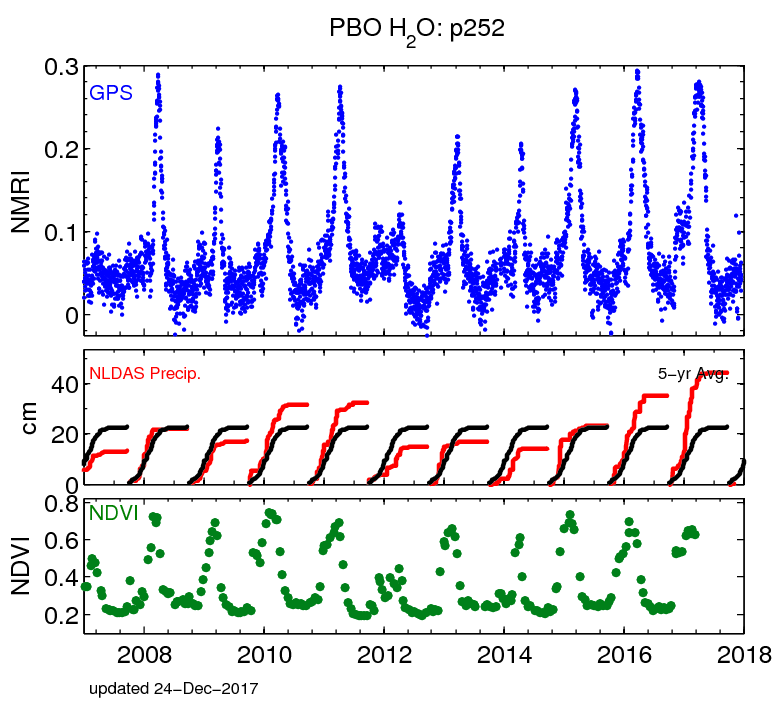 PBO H2O: p252
0.3
GPS
0.2
NMRI
0.1
0
NLDAS Precip.
5-yr Avg.
40
cm
20
0
0.8
NDVI
0.6
NDVI
0.4
0.2
2008 2010 2012 2014 2016 2018
updated 24-Dec-2017